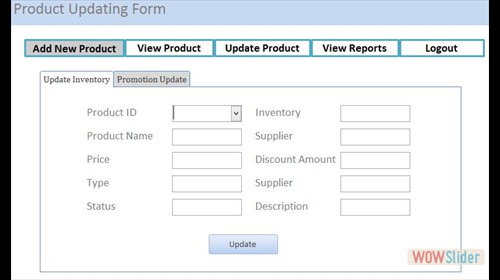 Product Updating Form
Add New Product View Product Update Product View Reports Logout
Update Inventory Promotion Update
Product ID Inventory
Product Name Supplier
Price Discount Amount
Type Supplier
Status Description
Update
WOWSlider